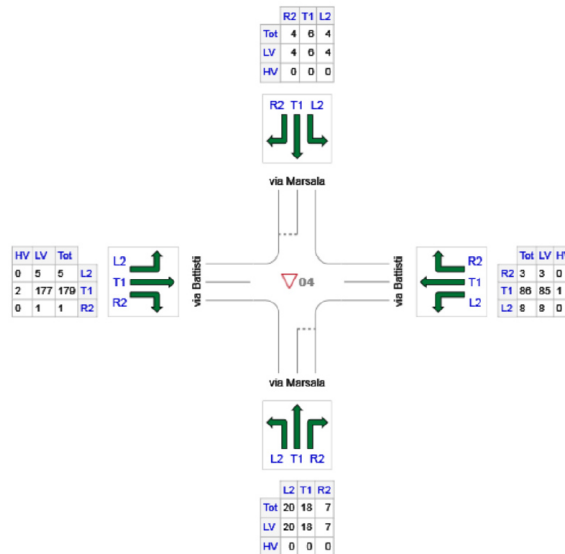 R2 T1 L2
Tot 4 6 4
LV 4 6 4
HV 0 0 0
R2 T1 L2
via Marsala
HV LV Tot
0 5 5 L2
2 177 179 T1
0 1 1 R2
L2
T1
R2
via Battisti
04
via Battisti
R2
T1
L2
Tot LV HV
R2 3 3 0
T1 86 85 1
L2 8 8 0
via Marsala
L2 T1 R2
L2 T1 R2
Tot 20 18 7
LV 20 18 7
HV 0 0 0